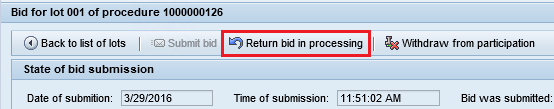 Bid for lot 001 of procedure 1000000126
Back to list of lots Submit bid Return bid in processing Withdraw from participation
State of bid submission
Date of submition: 3/29/2016 Time of submission: 11:51:02 AM Bid was submitted: